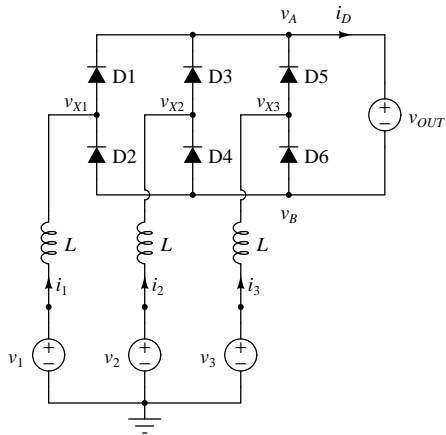 v_A i_D
D1 D3 D5
v_X1 v_X2 v_X3
+
−
v_OUT
D2 D4 D6
v_B
L L L
i_1 i_2 i_3
v_1 + − v_2 + − v_3 + −